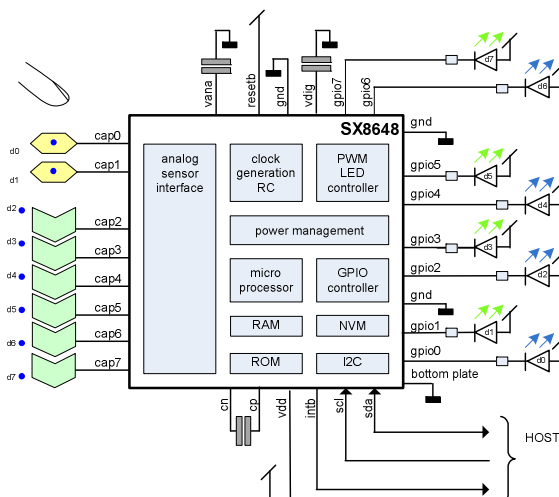 vana
resetb
gnd
vdig
gpio7
gpio6
d7
d6
SX8648
gnd
d0
cap0
d1
cap1
analog
sensor
interface
clock
generation
RC
PWM
LED
controller
gpio5
d5
gpio4
d4
d2
cap2
power management
d3
cap3
gpio3
d3
d4
cap4
micro
processor
GPIO
controller
gpio2
d2
gnd
d5
cap5
RAM
NVM
gpio1
d1
d6
cap6
ROM
I2C
gpio0
d0
d7
cap7
bottom plate
cn
cp
vdd
intb
scl
sda
HOST